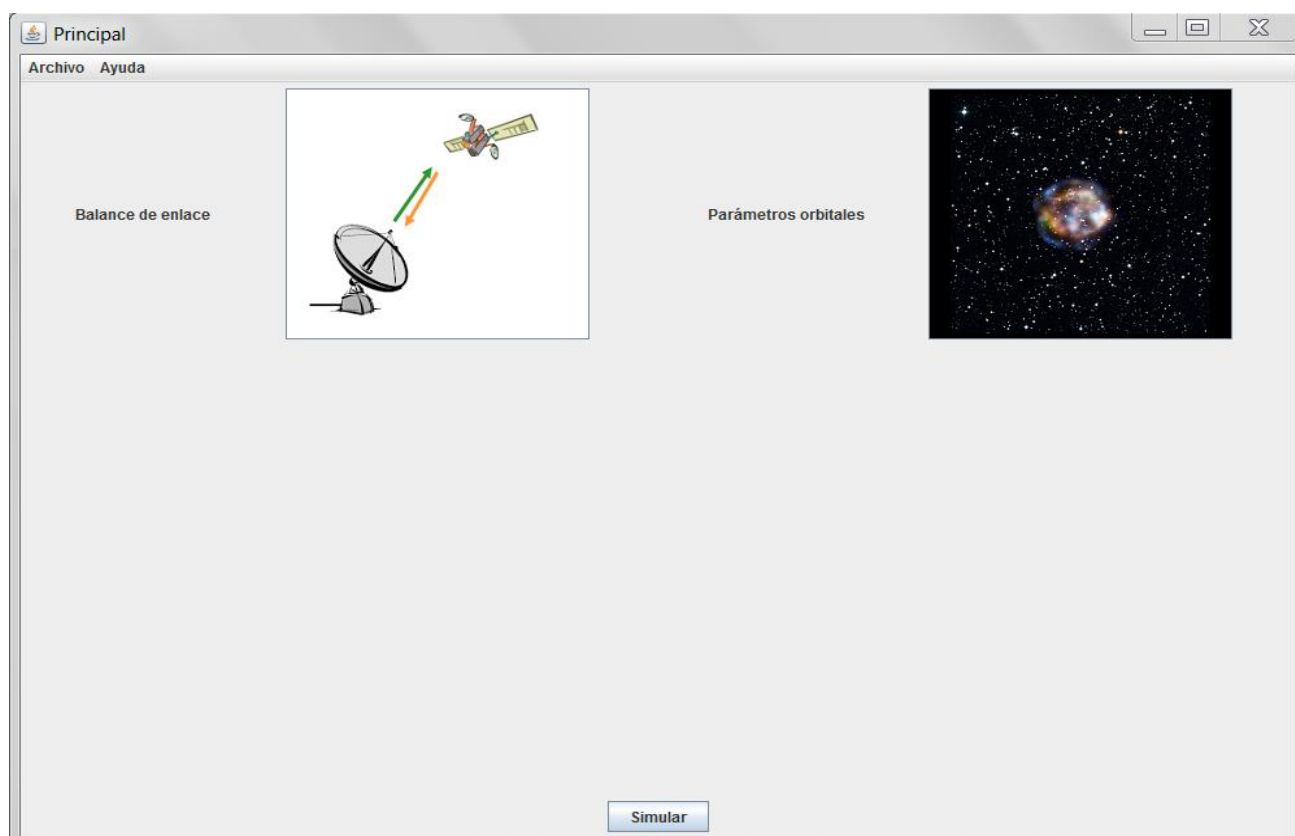 Principal
Archivo Ayuda
Balance de enlace
Parámetros orbitales
Simular